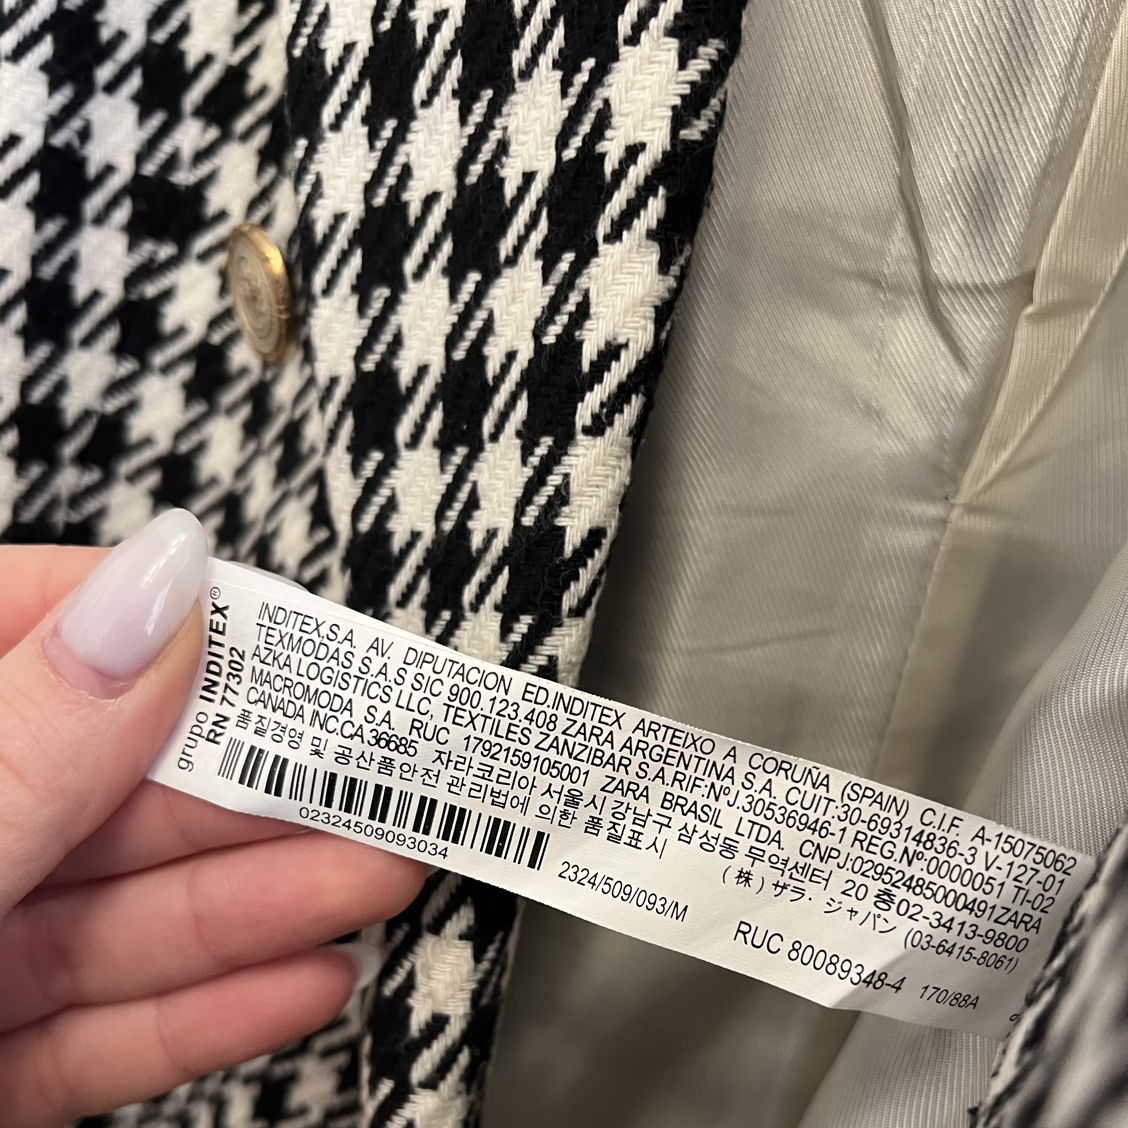 grupo INDITEX®
RN 77302
INDITEX,S.A. AV. DIPUTACION ED.INDITEX ARTEIXO A CORUÑA (SPAIN) C.I.F. A-15075062
TEXMODAS S.A.S SIC 900.123.408 ZARA ARGENTINA S.A. CUIT:30-69314836-3 V-127-01
AZKA LOGISTICS LLC, TEXTILES ZANZIBAR S.A.RIF:NºJ.30536946-1 REG.Nº:0000051 TI-02
MACROMODA S.A. RUC 1792159105001 ZARA BRASIL LTDA. CNPJ:02952485000491ZARA
CANADA INC.CA36685 자라코리아 서울시 강남구 삼성동 무역센터 20 층02-3413-9800
품질경영 및 공산품안전 관리법에 의한 품질표시 (株) ザラ・ジャパン (03-6415-8061)
02324509093034
2324/509/093/M
RUC 80089348-4
170/88A